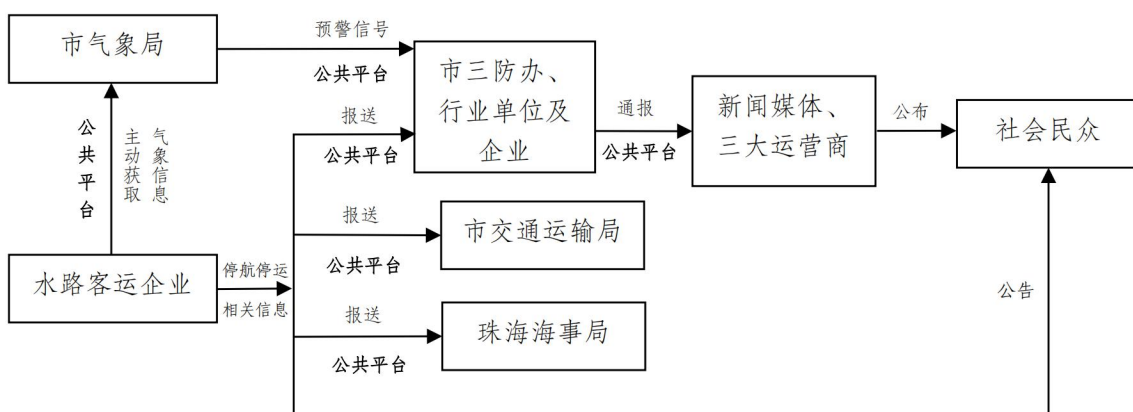 市气象局
预警信号
公共平台
市三防办、
行业单位及
企业
报送
公共平台
通报
公共平台
新闻媒体、
三大运营商
公布
社会民众
公共平台
主动获取
气象信息
水路客运企业
停航停运
相关信息
报送
公共平台
市交通运输局
报送
公共平台
珠海海事局
公告